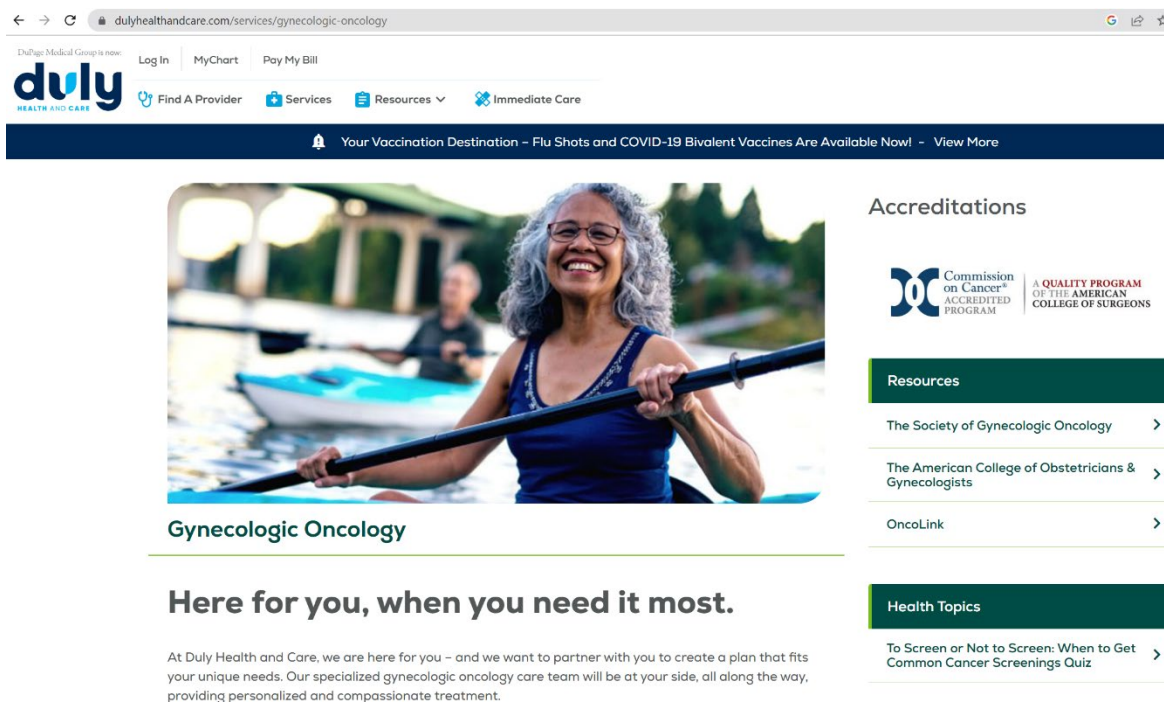 dulyhealthandcare.com/services/gynecologic-oncology
DuPage Medical Group is now:
duly
HEALTH AND CARE
Log In MyChart Pay My Bill
Find A Provider Services Resources Immediate Care
Your Vaccination Destination – Flu Shots and COVID-19 Bivalent Vaccines Are Available Now! - View More
Gynecologic Oncology
Here for you, when you need it most.
At Duly Health and Care, we are here for you – and we want to partner with you to create a plan that fits
your unique needs. Our specialized gynecologic oncology care team will be at your side, all along the way,
providing personalized and compassionate treatment.
Accreditations
Commission
on Cancer®
ACCREDITED
PROGRAM
A QUALITY PROGRAM
OF THE AMERICAN
COLLEGE OF SURGEONS
Resources
The Society of Gynecologic Oncology
The American College of Obstetricians &
Gynecologists
OncoLink
Health Topics
To Screen or Not to Screen: When to Get
Common Cancer Screenings Quiz